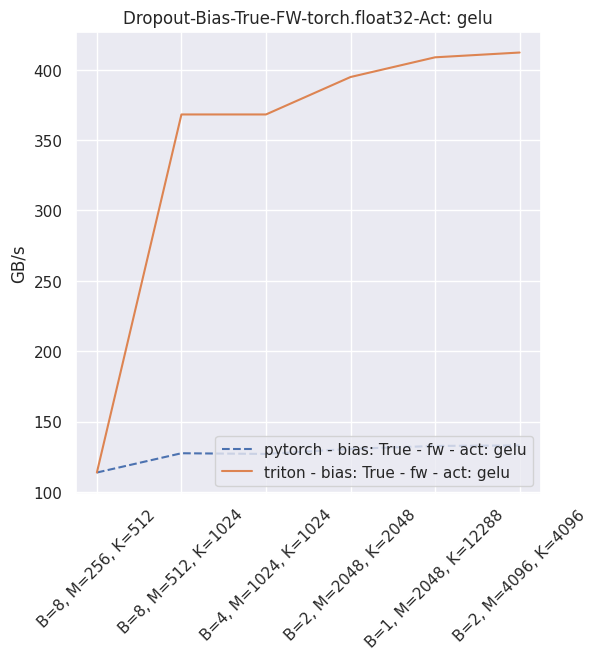 Dropout-Bias-True-FW-torch.float32-Act: gelu
GB/s
400
350
300
250
200
150
100
pytorch - bias: True - fw - act: gelu
triton - bias: True - fw - act: gelu
B=8, M=256, K=512
B=8, M=512, K=1024
B=4, M=1024, K=1024
B=2, M=2048, K=2048
B=1, M=2048, K=12288
B=2, M=4096, K=4096